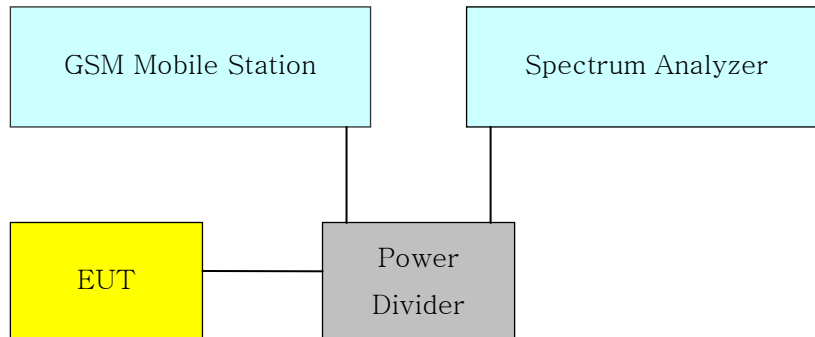 GSM Mobile Station
Spectrum Analyzer
EUT
Power
Divider